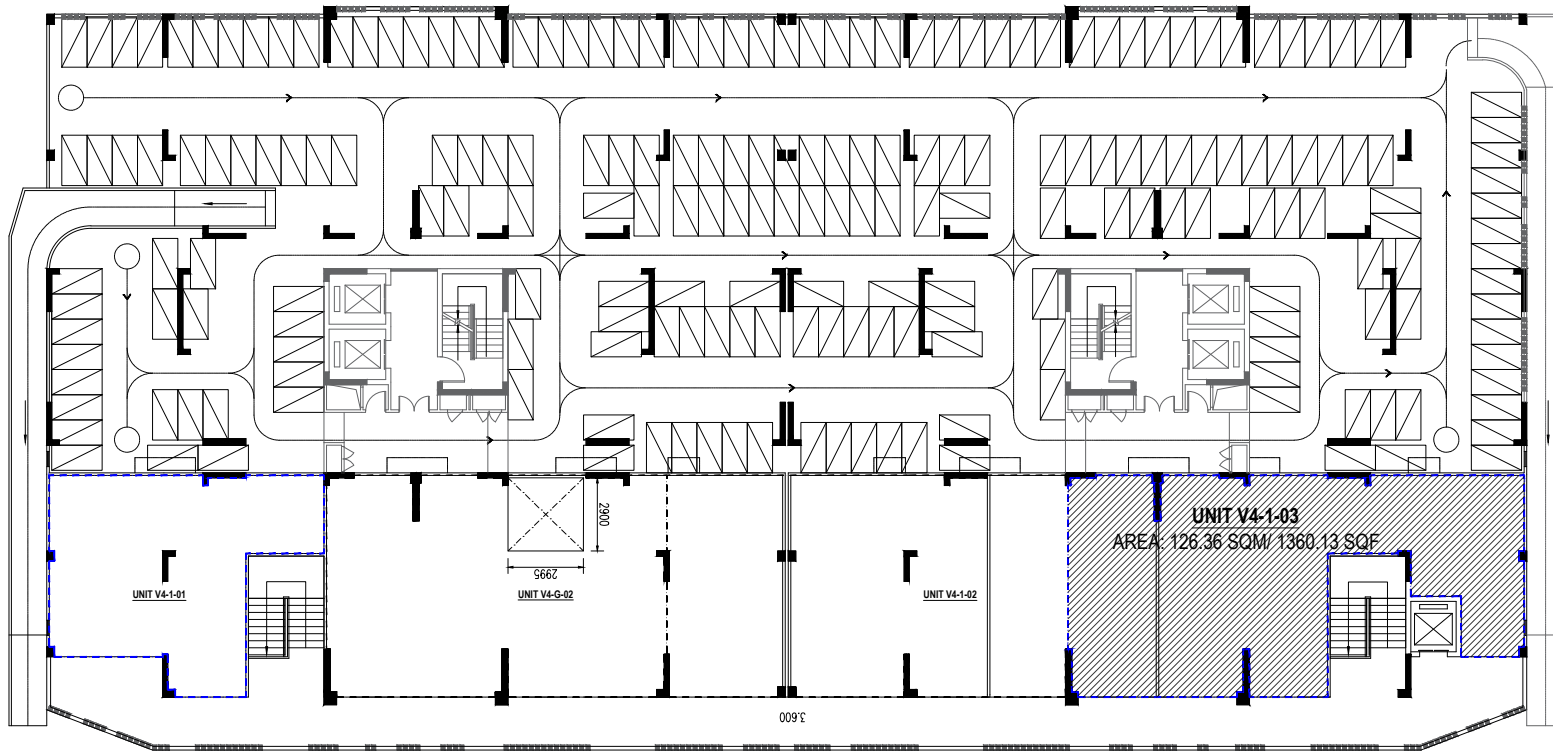 UNIT V4-1-03
AREA: 126.36 SQM/ 1360.13 SQF
2900
2995
UNIT V4-1-01
UNIT V4-G-02
UNIT V4-1-02
3.600